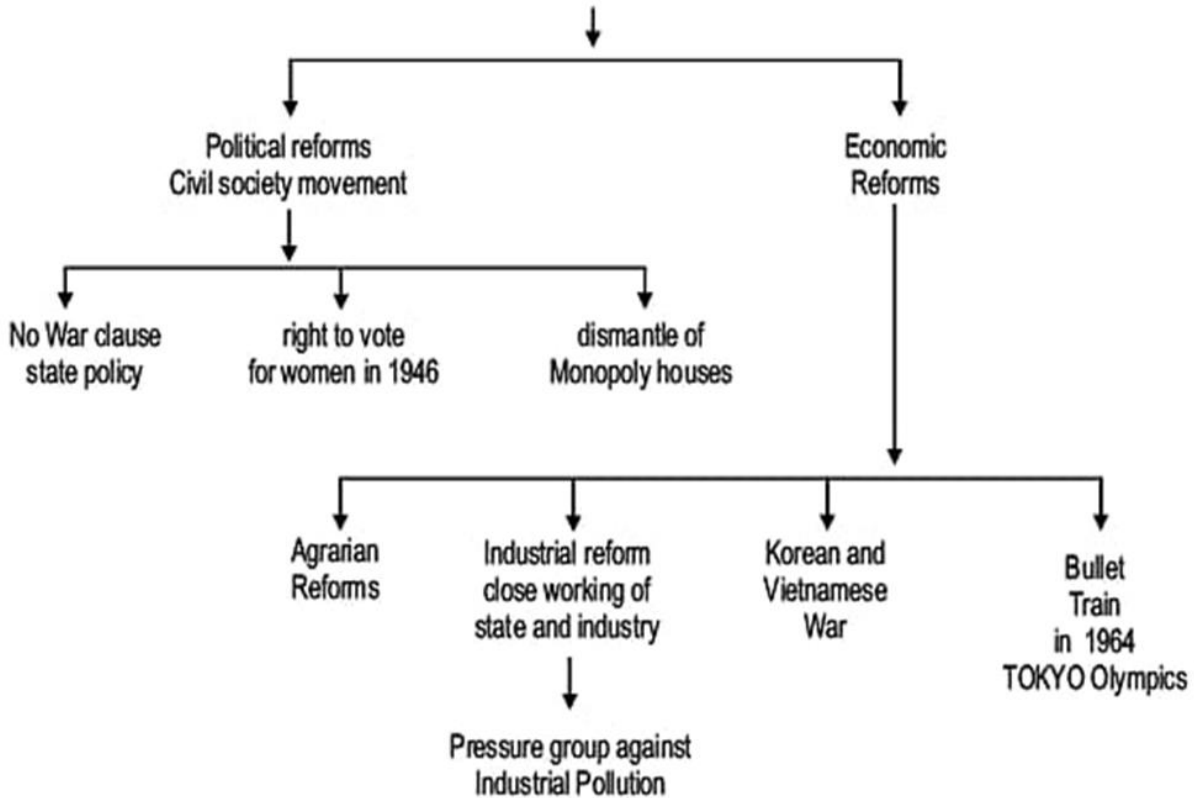 Political reforms
Civil society movement
Economic
Reforms
No War clause
state policy
right to vote
for women in 1946
dismantle of
Monopoly houses
Agrarian
Reforms
Industrial reform
close working of
state and industry
Korean and
Vietnamese
War
Bullet
Train
in 1964
TOKYO Olympics
Pressure group against
Industrial Pollution